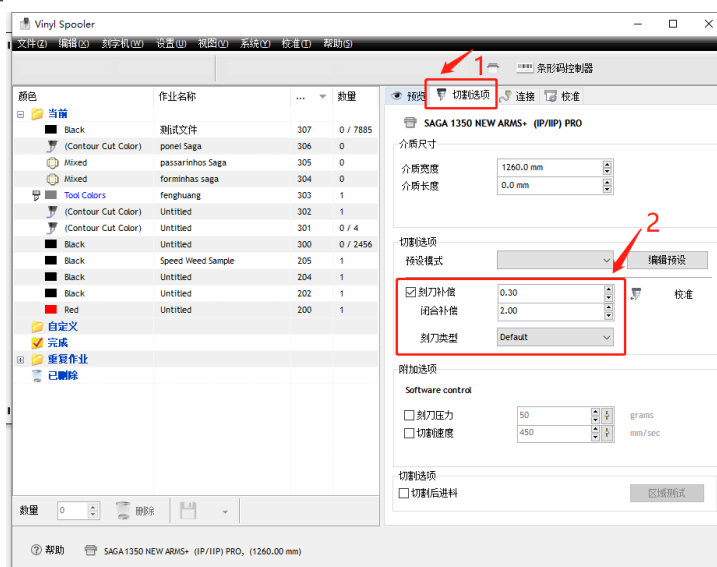 Vinyl Spooler
文件(Z) 编辑(X) 刻字机(W) 设置(U) 视图(V) 系统(Y) 校准(T) 帮助(S)
1
条形码控制器
颜色 作业名称 ... 数量
当前
Black 测试文件 307 0 / 7885
(Contour Cut Color) ponei Saga 306 0
Mixed passarinhos Saga 305 0
Mixed forminhas saga 304 0
Tool Colors fenghuang 303 1
(Contour Cut Color) Untitled 302 1
(Contour Cut Color) Untitled 301 0 / 4
Black Untitled 300 0 / 2456
Black Speed Weed Sample 205 1
Black Untitled 204 1
Black Untitled 202 1
Red Untitled 200 1
自定义
完成
重复作业
已删除
数量 0 删除
预览 切割选项 连接 校准
SAGA 1350 NEW ARMS+ (IP/IIP) PRO
介质尺寸
介质宽度 1260.0 mm
介质长度 0.0 mm
2
切割选项
预设模式 编辑预设
刻刀补偿 0.30 校准
闭合补偿 2.00
刻刀类型 Default
附加选项
Software control
刻刀压力 50 grams
切割速度 450 mm/sec
切割选项
切割后进料 区域测试
帮助 SAGA 1350 NEW ARMS+ (IP/IIP) PRO, (1260.00 mm)